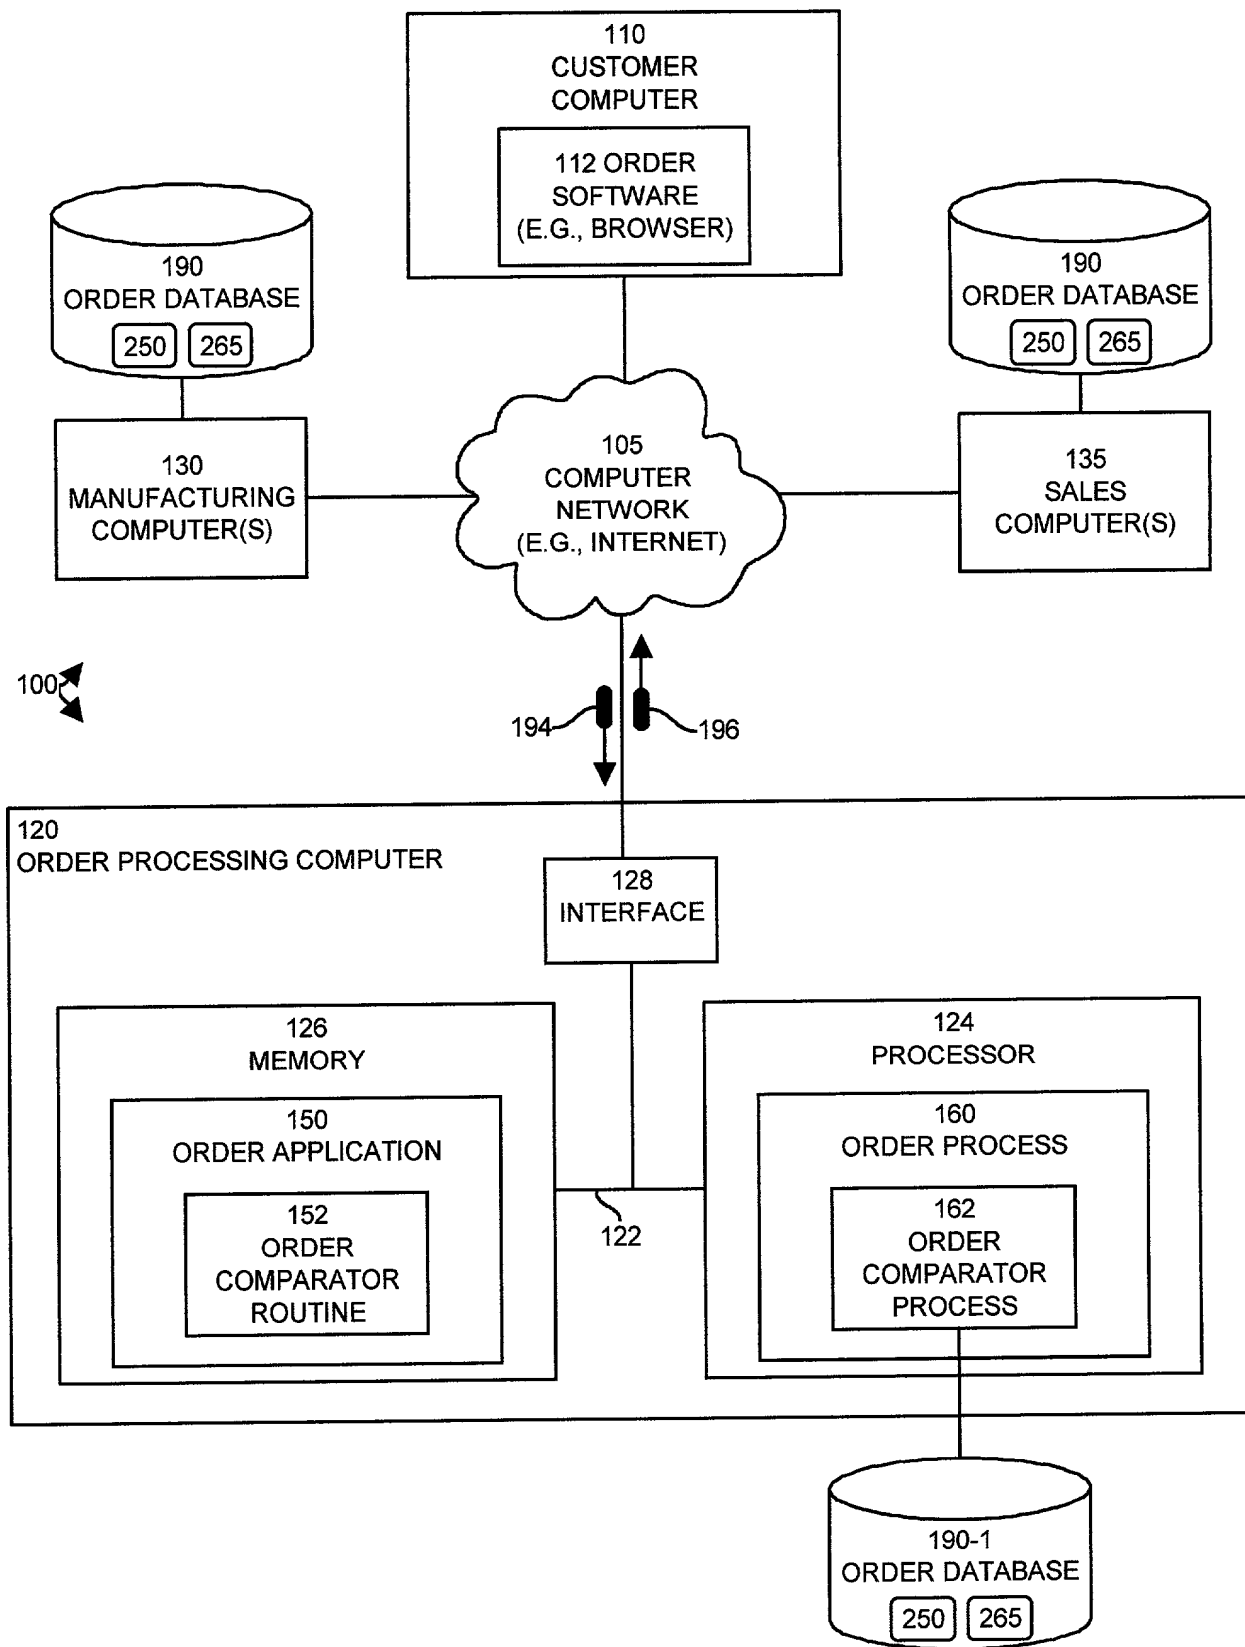 110
CUSTOMER
COMPUTER
112 ORDER
SOFTWARE
(E.G., BROWSER)
190
ORDER DATABASE
250 265
190
ORDER DATABASE
250 265
130
MANUFACTURING
COMPUTER(S)
105
COMPUTER
NETWORK
(E.G., INTERNET)
135
SALES
COMPUTER(S)
100
194
196
120
ORDER PROCESSING COMPUTER
128
INTERFACE
126
MEMORY
150
ORDER APPLICATION
152
ORDER
COMPARATOR
ROUTINE
122
124
PROCESSOR
160
ORDER PROCESS
162
ORDER
COMPARATOR
PROCESS
190-1
ORDER DATABASE
250 265